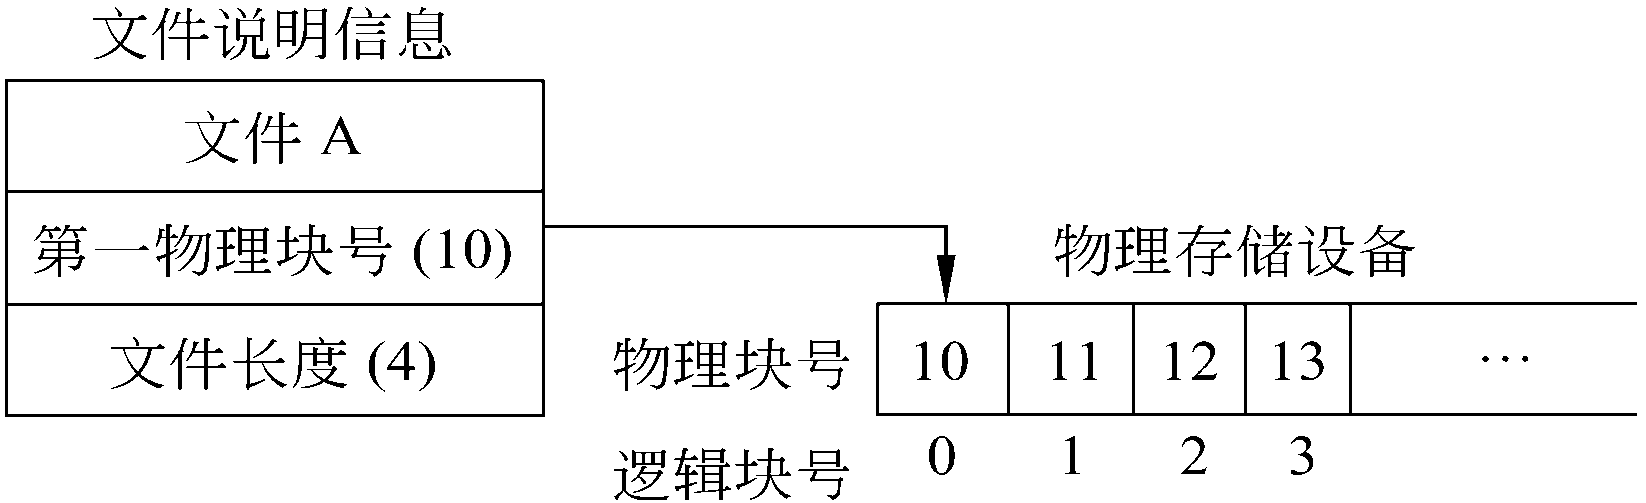 文件说明信息
文件 A
第一物理块号 (10)
文件长度 (4)
物理存储设备
物理块号 10 11 12 13 …
逻辑块号 0 1 2 3